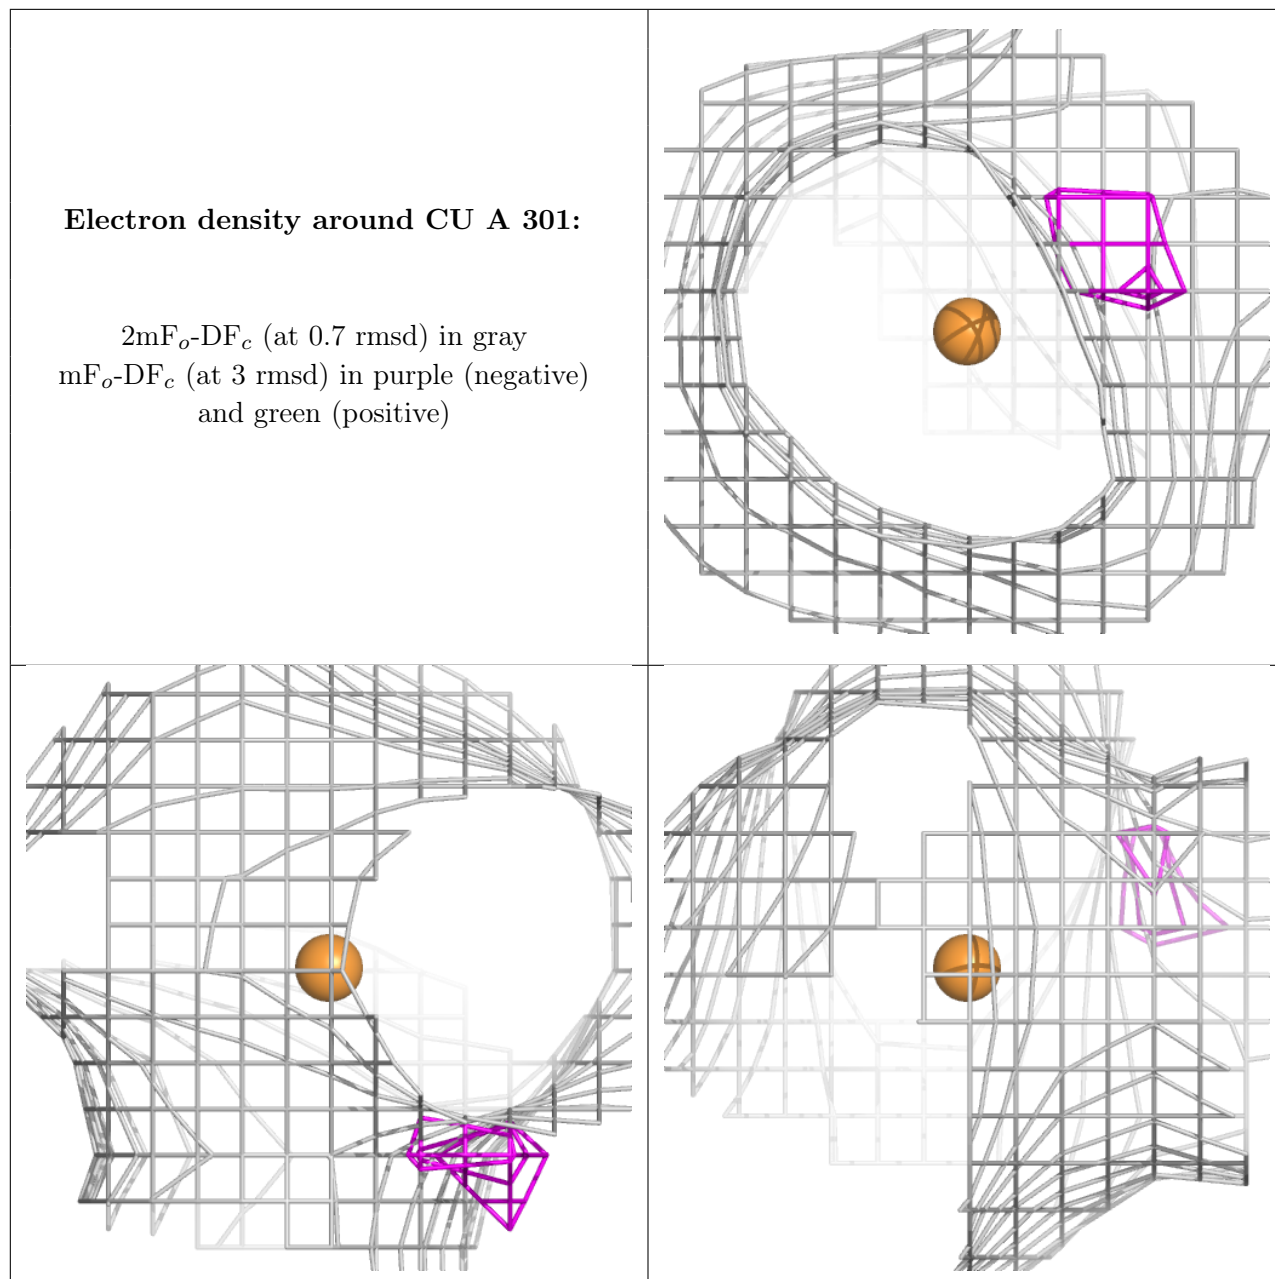 Electron density around CU A 301:
2mFo-DFc (at 0.7 rmsd) in gray
mFo-DFc (at 3 rmsd) in purple (negative)
and green (positive)